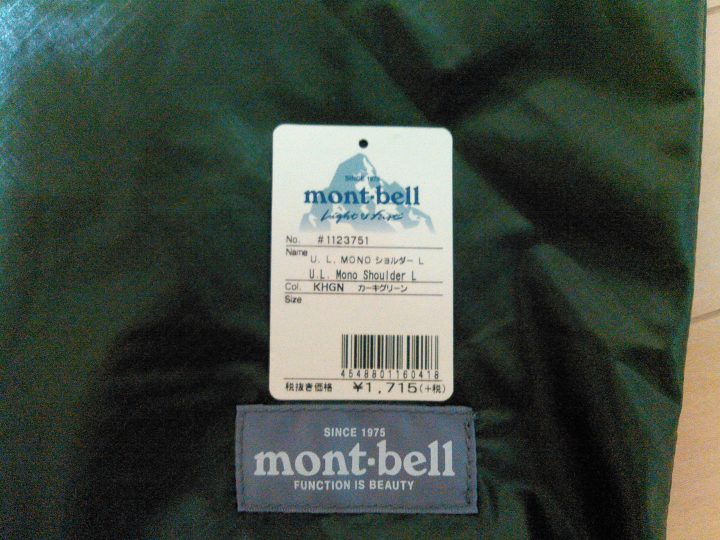 SINCE 1975
mont·bell
Light & Fast
No. #1123751
Name U. L. MONO ショルダー L
U.L. Mono Shoulder L
Col. KHGN カーキグリーン
Size
4548801160418
税抜き価格 ¥1,715(+税)
SINCE 1975
mont·bell
FUNCTION IS BEAUTY